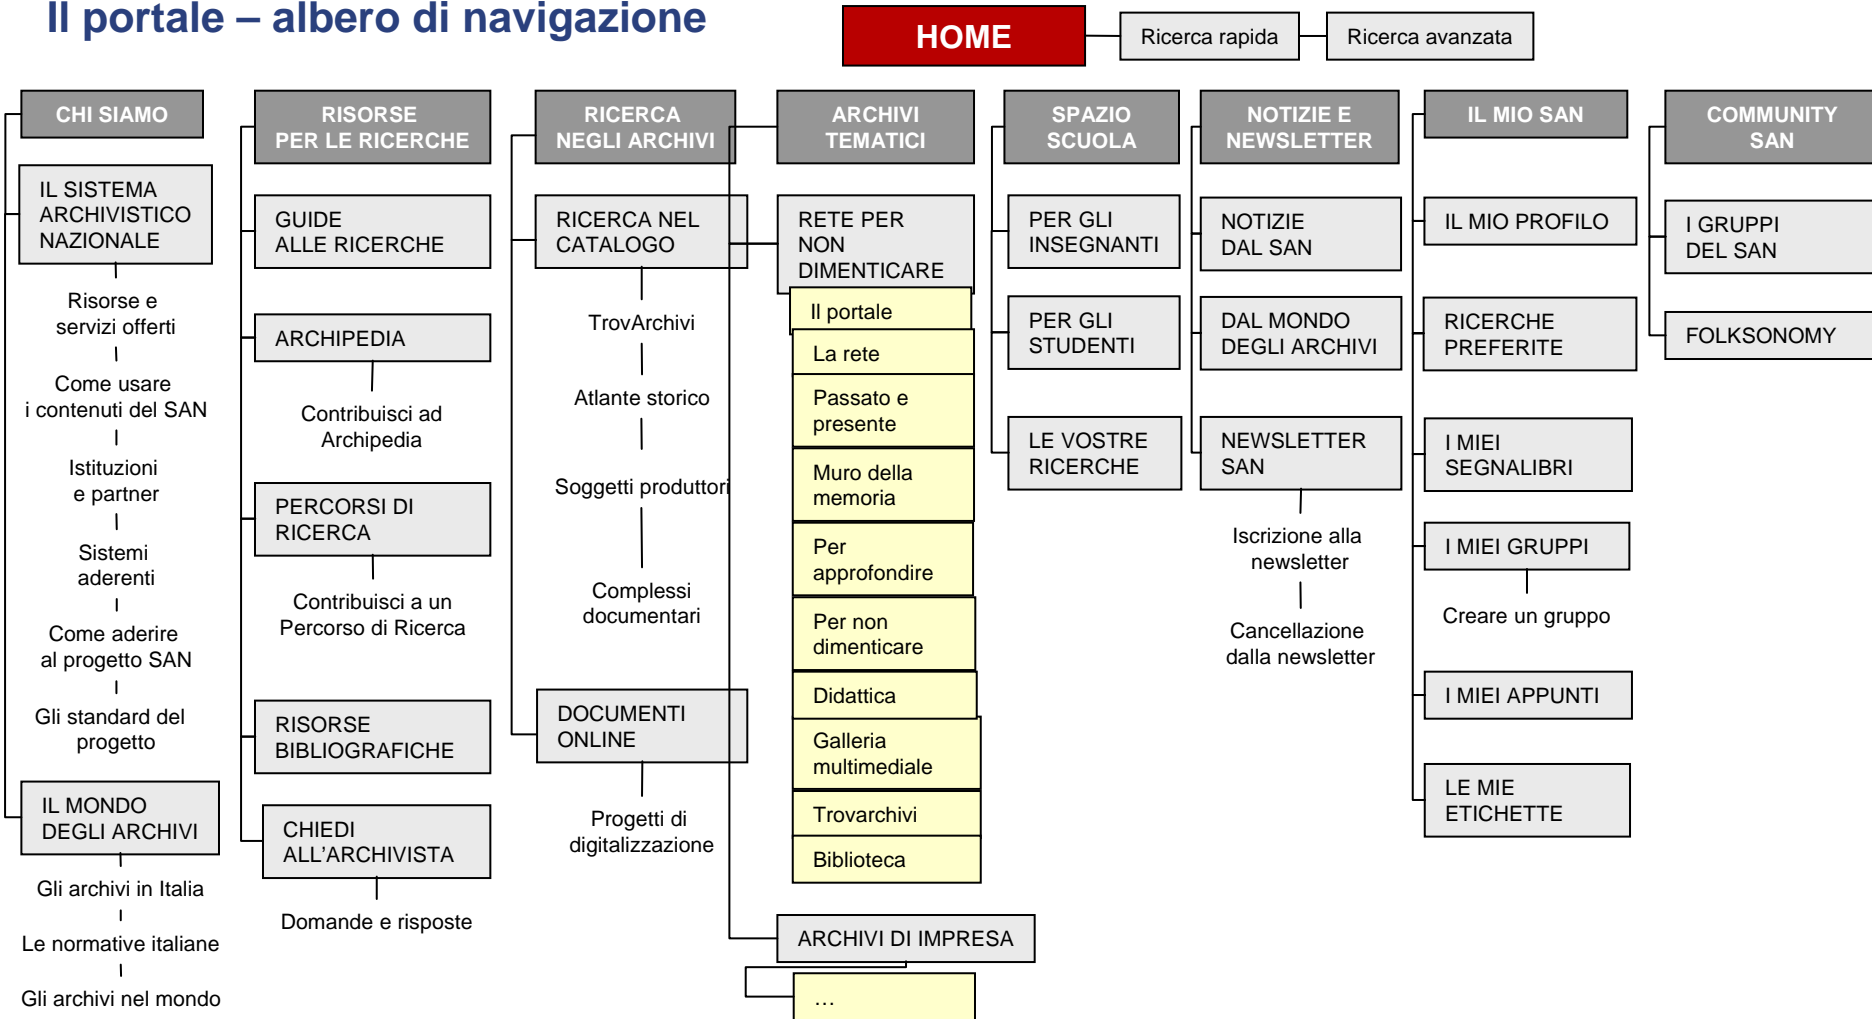 Il portale – albero di navigazione
HOME
Ricerca rapida
Ricerca avanzata
CHI SIAMO
IL SISTEMA
ARCHIVISTICO
NAZIONALE
Risorse e
servizi offerti
Come usare
i contenuti del SAN
Istituzioni
e partner
Sistemi
aderenti
Come aderire
al progetto SAN
Gli standard del
progetto
IL MONDO
DEGLI ARCHIVI
Gli archivi in Italia
Le normative italiane
Gli archivi nel mondo
RISORSE
PER LE RICERCHE
GUIDE
ALLE RICERCHE
ARCHIPEDIA
Contribuisci ad
Archipedia
PERCORSI DI
RICERCA
Contribuisci a un
Percorso di Ricerca
RISORSE
BIBLIOGRAFICHE
CHIEDI
ALL'ARCHIVISTA
Domande e risposte
RICERCA
NEGLI ARCHIVI
RICERCA NEL
CATALOGO
TrovArchivi
Atlante storico
Soggetti produttori
Complessi
documentari
DOCUMENTI
ONLINE
Progetti di
digitalizzazione
ARCHIVI
TEMATICI
RETE PER
NON
DIMENTICARE
Il portale
La rete
Passato e
presente
Muro della
memoria
Per
approfondire
Per non
dimenticare
Didattica
Galleria
multimediale
Trovarchivi
Biblioteca
ARCHIVI DI IMPRESA
…
SPAZIO
SCUOLA
PER GLI
INSEGNANTI
PER GLI
STUDENTI
LE VOSTRE
RICERCHE
NOTIZIE E
NEWSLETTER
NOTIZIE
DAL SAN
DAL MONDO
DEGLI ARCHIVI
NEWSLETTER
SAN
Iscrizione alla
newsletter
Cancellazione
dalla newsletter
IL MIO SAN
IL MIO PROFILO
RICERCHE
PREFERITE
I MIEI
SEGNALIBRI
I MIEI GRUPPI
Creare un gruppo
I MIEI APPUNTI
LE MIE
ETICHETTE
COMMUNITY
SAN
I GRUPPI
DEL SAN
FOLKSONOMY